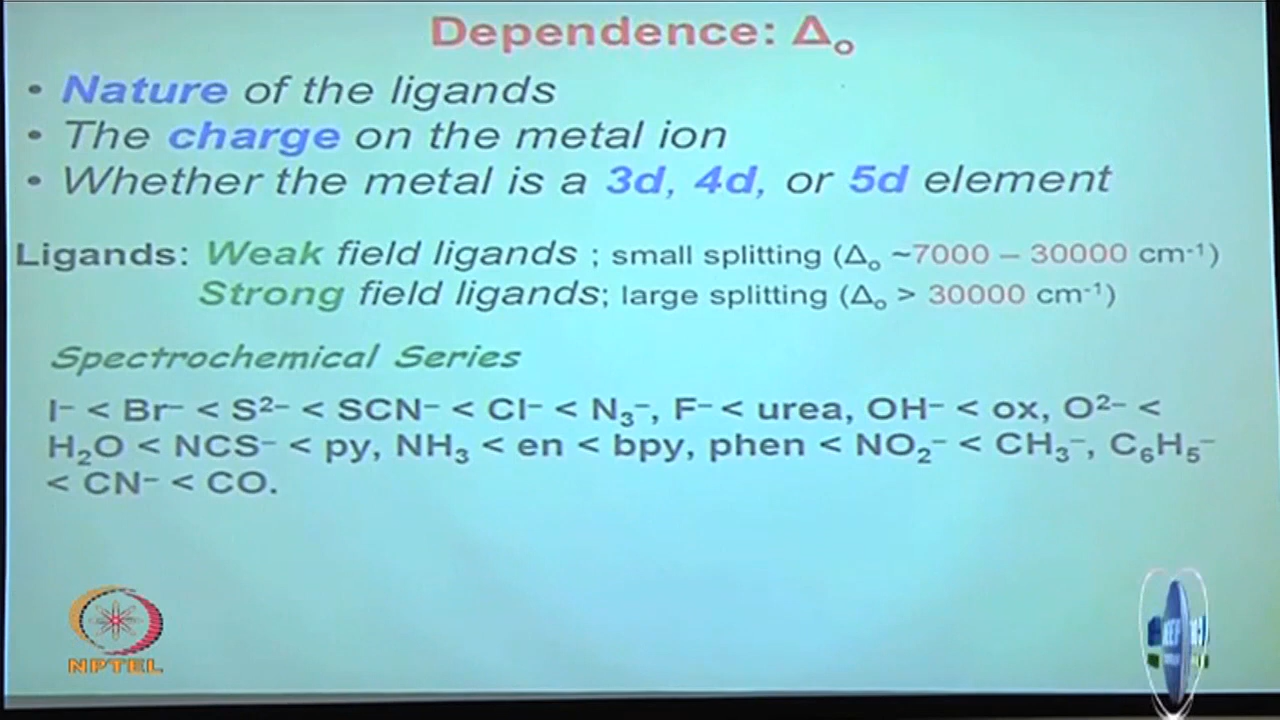 Dependence: Δₒ
• Nature of the ligands
• The charge on the metal ion
• Whether the metal is a 3d, 4d, or 5d element
Ligands: Weak field ligands ; small splitting (Δₒ ~7000 – 30000 cm⁻¹)
Strong field ligands; large splitting (Δₒ > 30000 cm⁻¹)
Spectrochemical Series
I⁻ < Br⁻ < S²⁻ < SCN⁻ < Cl⁻ < N₃⁻, F⁻ < urea, OH⁻ < ox, O²⁻ <
H₂O < NCS⁻ < py, NH₃ < en < bpy, phen < NO₂⁻ < CH₃⁻, C₆H₅⁻
< CN⁻ < CO.
NPTEL